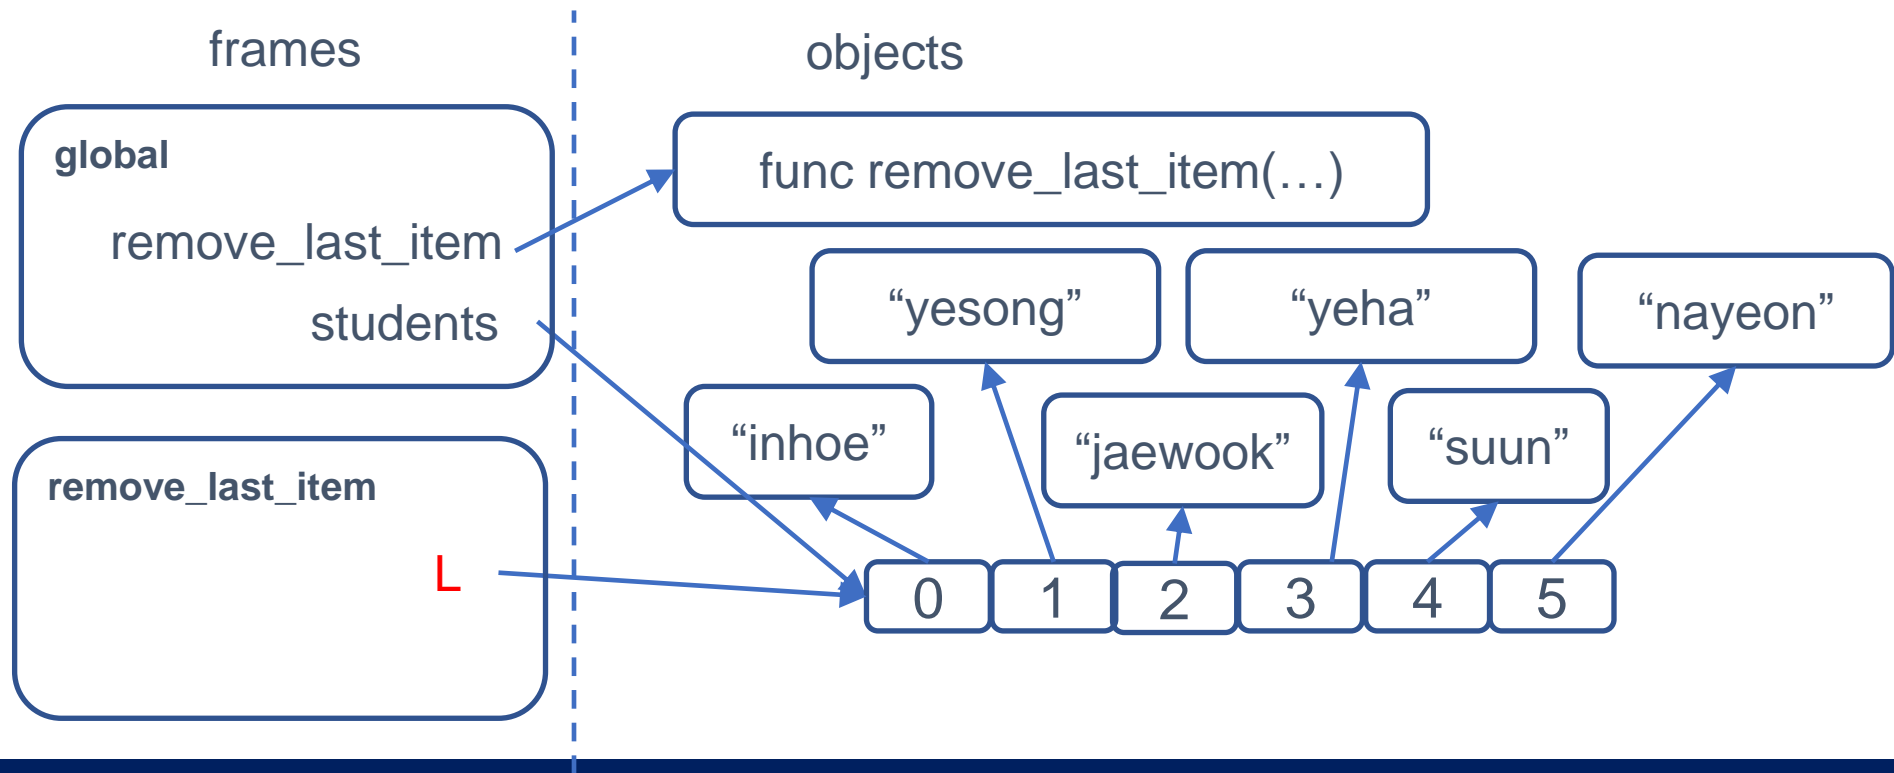 frames
objects
global
remove_last_item
students
func remove_last_item(…)
“yesong”
“yeha”
“nayeon”
“inhoe”
“jaewook”
“suun”
remove_last_item
L
0 1 2 3 4 5